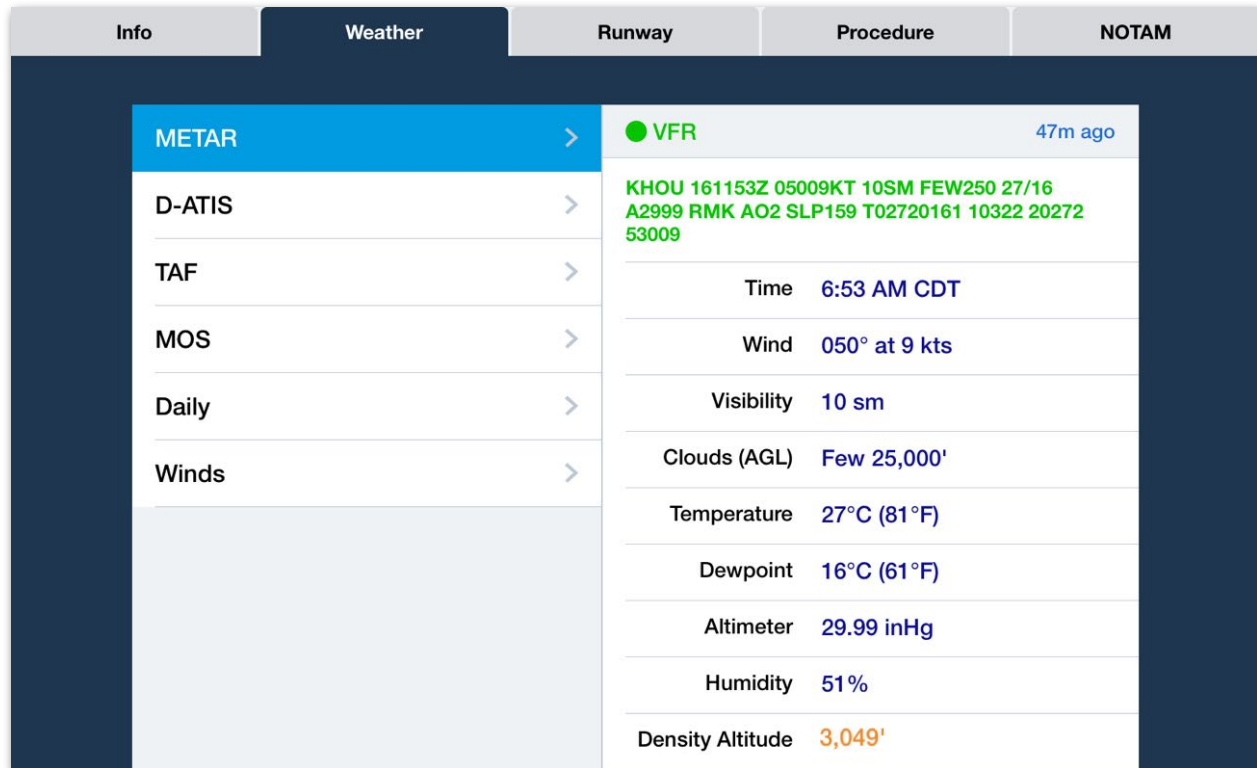 Info Weather Runway Procedure NOTAM
METAR
D-ATIS
TAF
MOS
Daily
Winds
VFR 47m ago
KHOU 161153Z 05009KT 10SM FEW250 27/16
A2999 RMK AO2 SLP159 T02720161 10322 20272
53009
Time 6:53 AM CDT
Wind 050° at 9 kts
Visibility 10 sm
Clouds (AGL) Few 25,000'
Temperature 27°C (81°F)
Dewpoint 16°C (61°F)
Altimeter 29.99 inHg
Humidity 51%
Density Altitude 3,049'